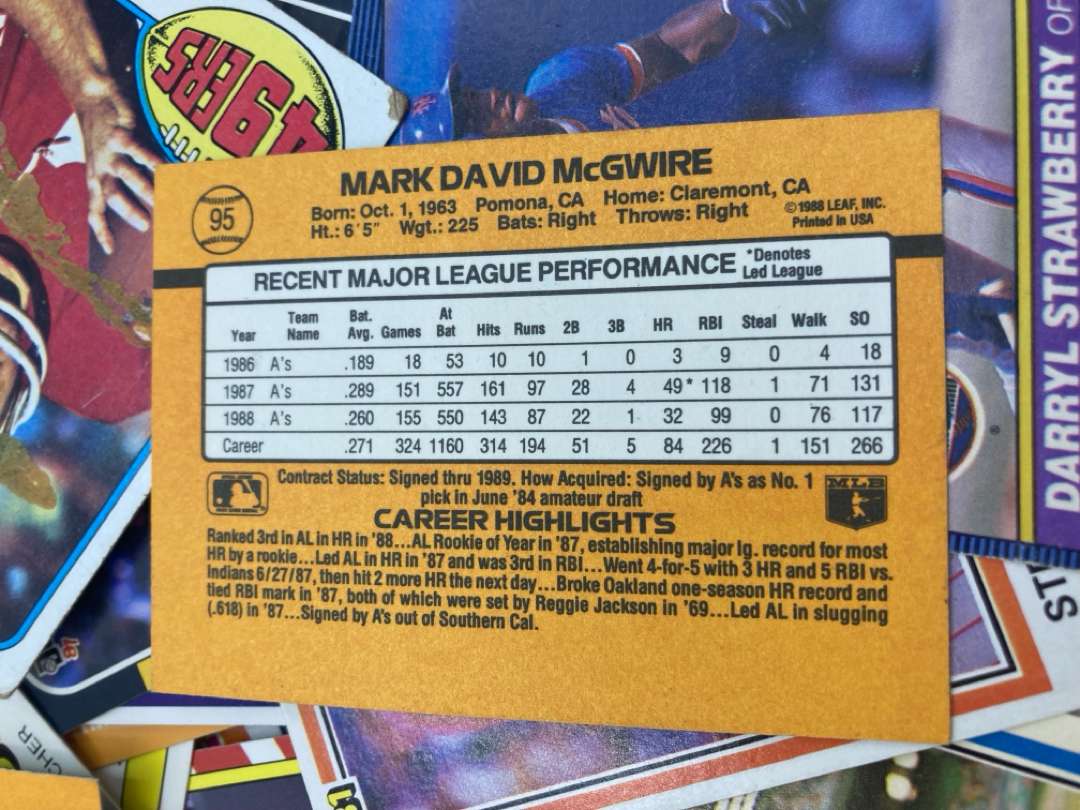 49ERS
MARK DAVID McGWIRE
95
Born: Oct. 1, 1963 Pomona, CA Home: Claremont, CA
Ht.: 6'5" Wgt.: 225 Bats: Right Throws: Right
©1988 LEAF, INC.
Printed in USA
RECENT MAJOR LEAGUE PERFORMANCE
*Denotes
Led League
Year Team Name Bat. Avg. Games At Bat Hits Runs 2B 3B HR RBI Steal Walk SO
1986 A's .189 18 53 10 10 1 0 3 9 0 4 18
1987 A's .289 151 557 161 97 28 4 49* 118 1 71 131
1988 A's .260 155 550 143 87 22 1 32 99 0 76 117
Career .271 324 1160 314 194 51 5 84 226 1 151 266
Contract Status: Signed thru 1989. How Acquired: Signed by A's as No. 1
pick in June '84 amateur draft
MLB
CAREER HIGHLIGHTS
Ranked 3rd in AL in HR in '88...AL Rookie of Year in '87, establishing major lg. record for most
HR by a rookie...Led AL in HR in '87 and was 3rd in RBI...Went 4-for-5 with 3 HR and 5 RBI vs.
Indians 6/27/87, then hit 2 more HR the next day...Broke Oakland one-season HR record and
tied RBI mark in '87, both of which were set by Reggie Jackson in '69...Led AL in slugging
(.618) in '87...Signed by A's out of Southern Cal.
DARRYL STRAWBERRY OF
ST
CHER